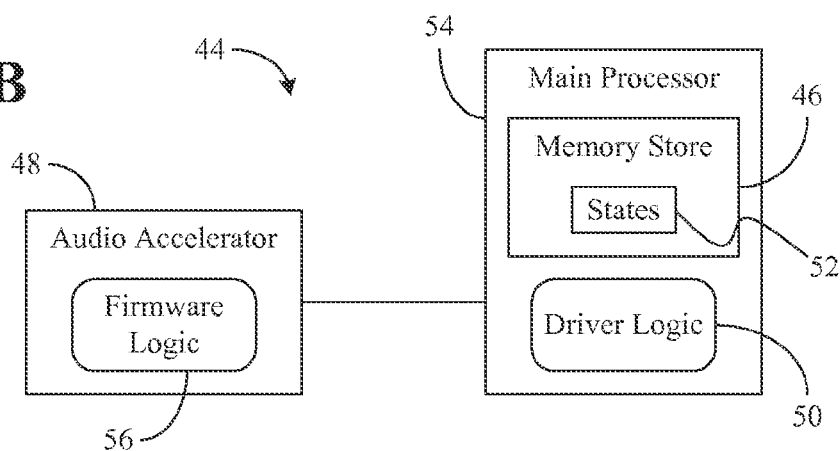 B
44
54
Main Processor
46
Memory Store
States
52
48
Audio Accelerator
Firmware
Logic
56
Driver Logic
50